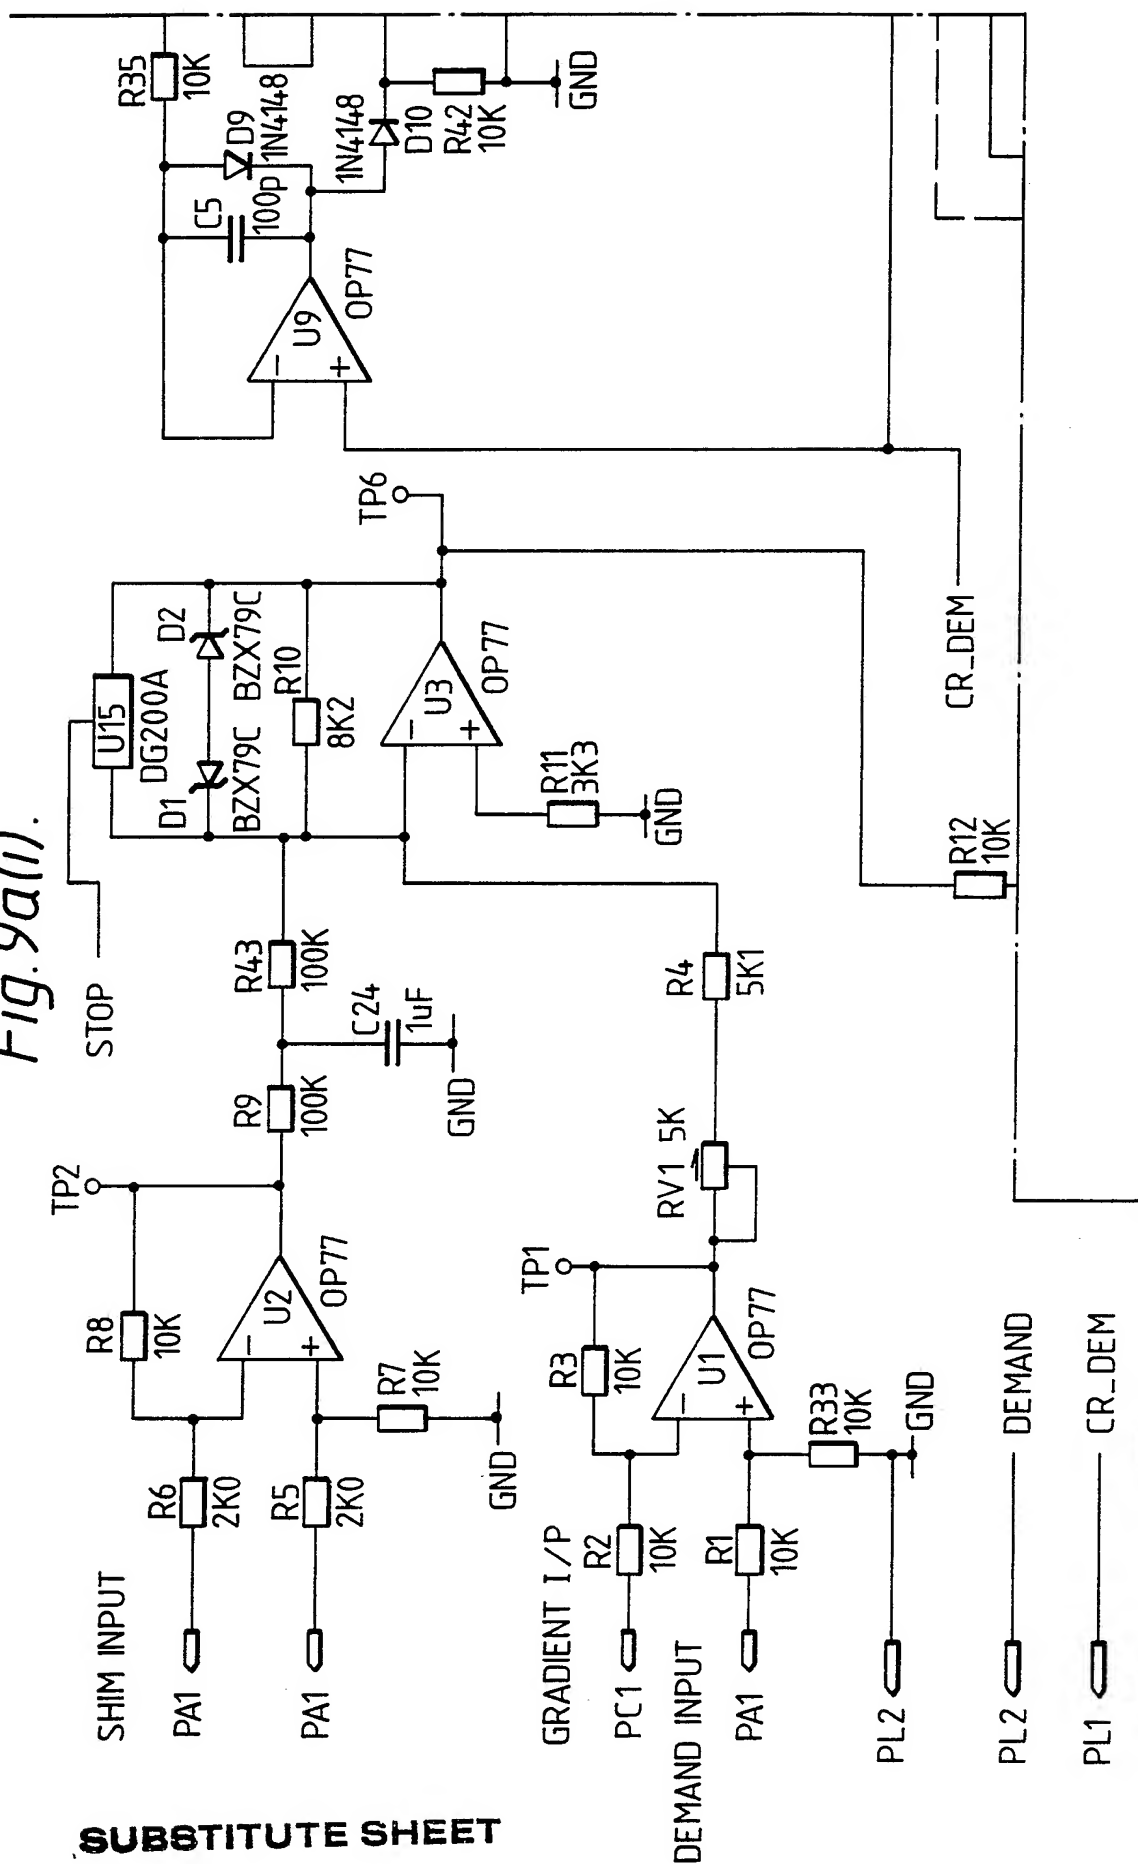 Fig. 9a(i).
STOP
U15
DG200A
D1
BZX79C
D2
BZX79C
R10
8K2
U3
OP77
R11
3K3
GND
TP6
R12
10K
SHIM INPUT
PA1
R6
2K0
R8
10K
TP2
U2
OP77
PA1
R5
2K0
R7
10K
GND
R9
100K
R43
100K
C24
1uF
GND
GRADIENT I/P
PC1
R2
10K
R3
10K
TP1
U1
OP77
DEMAND INPUT
PA1
R1
10K
R33
10K
GND
RV1 5K
R4
5K1
PL2
PL2
DEMAND
PL1
CR_DEM
CR_DEM
U9
OP77
C5
100p
D9
1N4148
R35
10K
1N4148
D10
R42
10K
GND
SUBSTITUTE SHEET